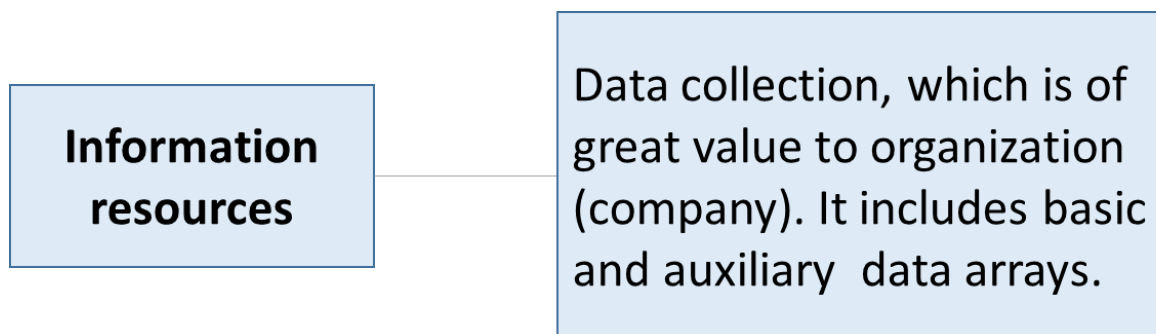 Information
resources
Data collection, which is of
great value to organization
(company). It includes basic
and auxiliary  data arrays.